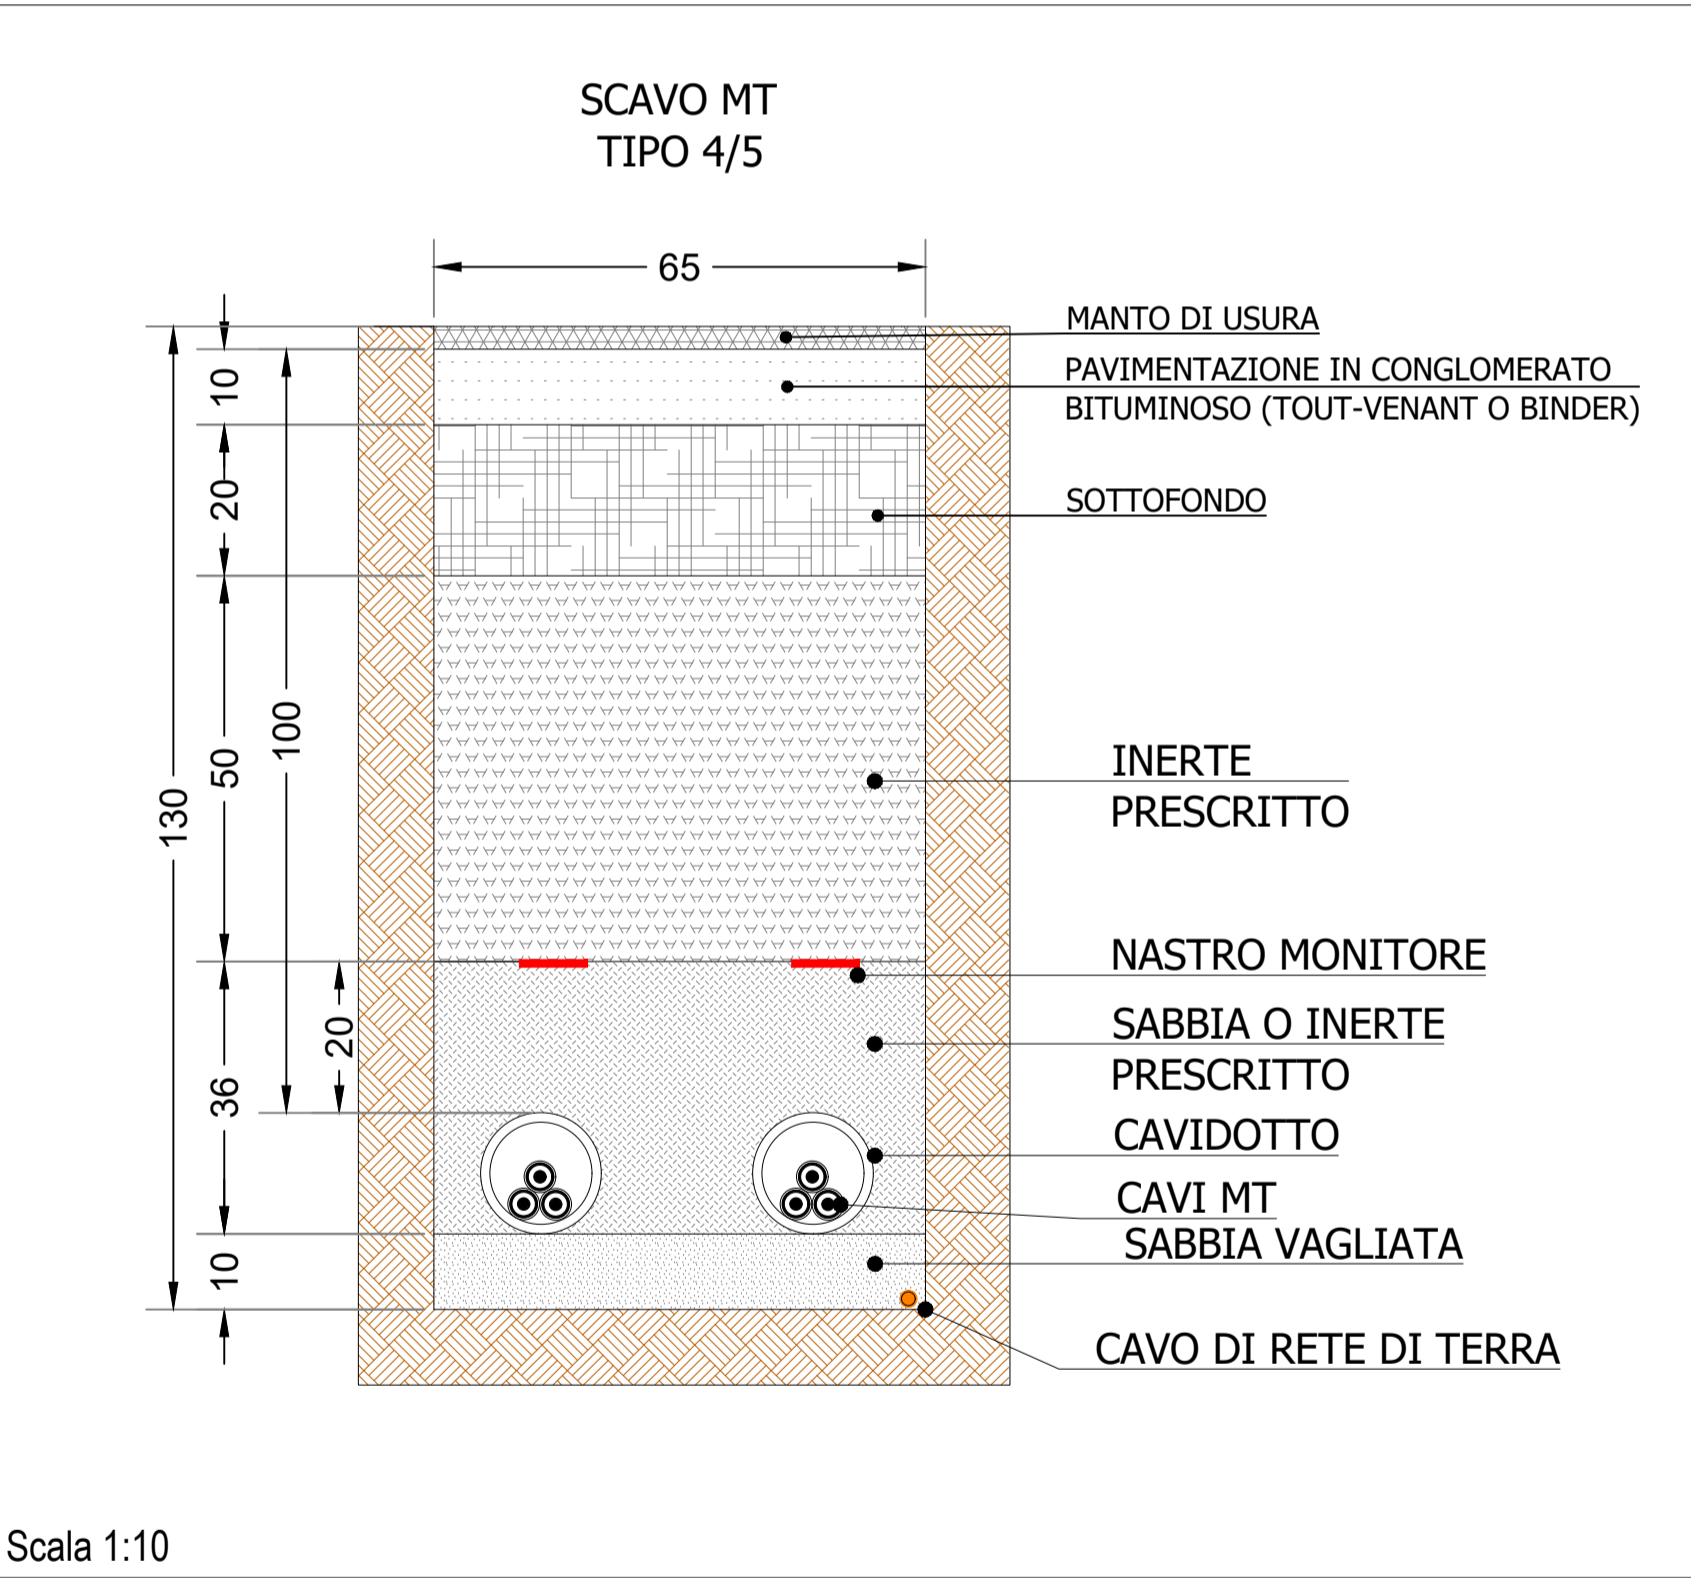 SCAVO MT
TIPO 4/5
65
MANTO DI USURA
PAVIMENTAZIONE IN CONGLOMERATO
BITUMINOSO (TOUT-VENANT O BINDER)
SOTTOFONDO
INERTE
PRESCRITTO
NASTRO MONITORE
SABBIA O INERTE
PRESCRITTO
CAVIDOTTO
CAVI MT
SABBIA VAGLIATA
CAVO DI RETE DI TERRA
130
10
20
50
36
10
100
20
Scala 1:10